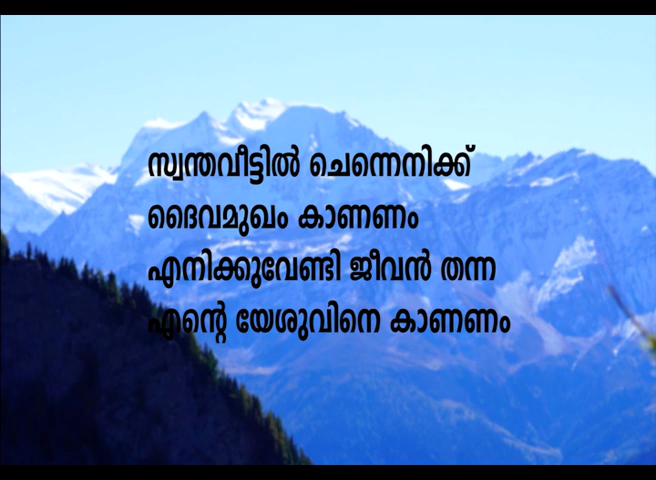 സ്വന്തവീട്ടിൽ ചെന്നെനിക്ക്
ദൈവമുഖം കാണണം
എനിക്കുവേണ്ടി ജീവൻ തന്ന
എന്റെ യേശുവിനെ കാണണം